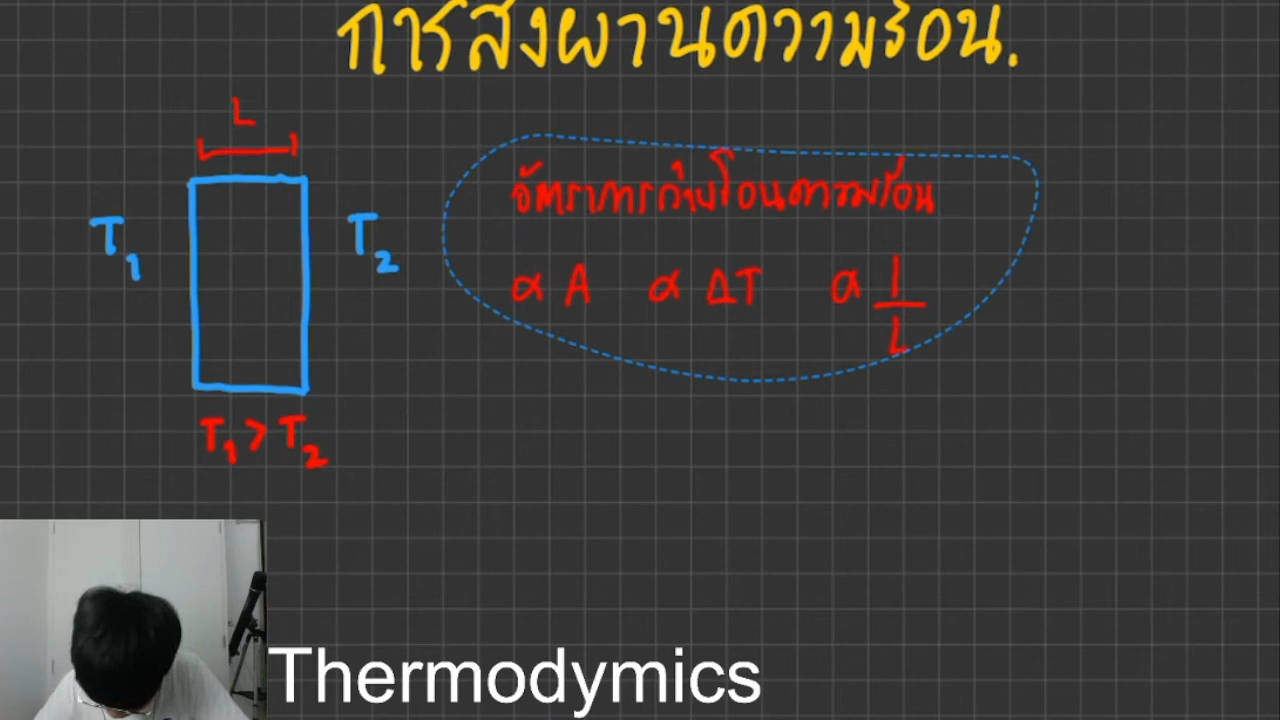 การส่งผ่านความร้อน.
L
T₁
T₂
อัตราการถ่ายโอนความร้อน
α A α ΔT α 1/L
T₁ > T₂
Thermodymics